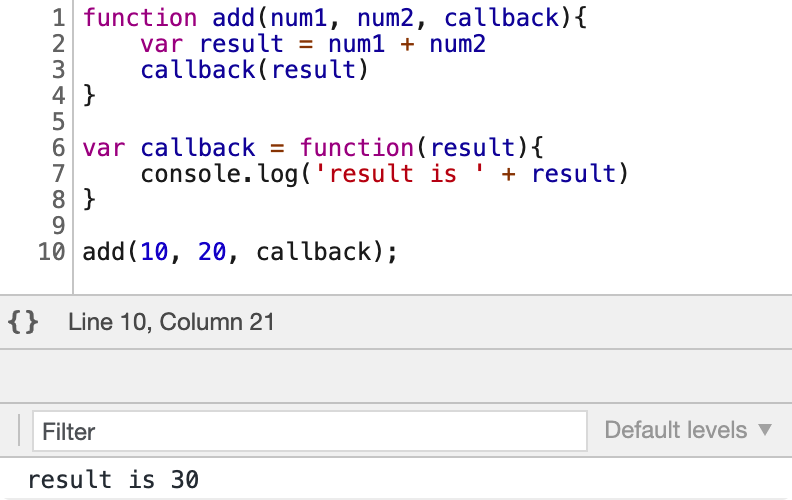 1 function add(num1, num2, callback){
2     var result = num1 + num2
3     callback(result)
4 }
5
6 var callback = function(result){
7     console.log('result is ' + result)
8 }
9
10 add(10, 20, callback);
{} Line 10, Column 21
Filter Default levels ▼
result is 30